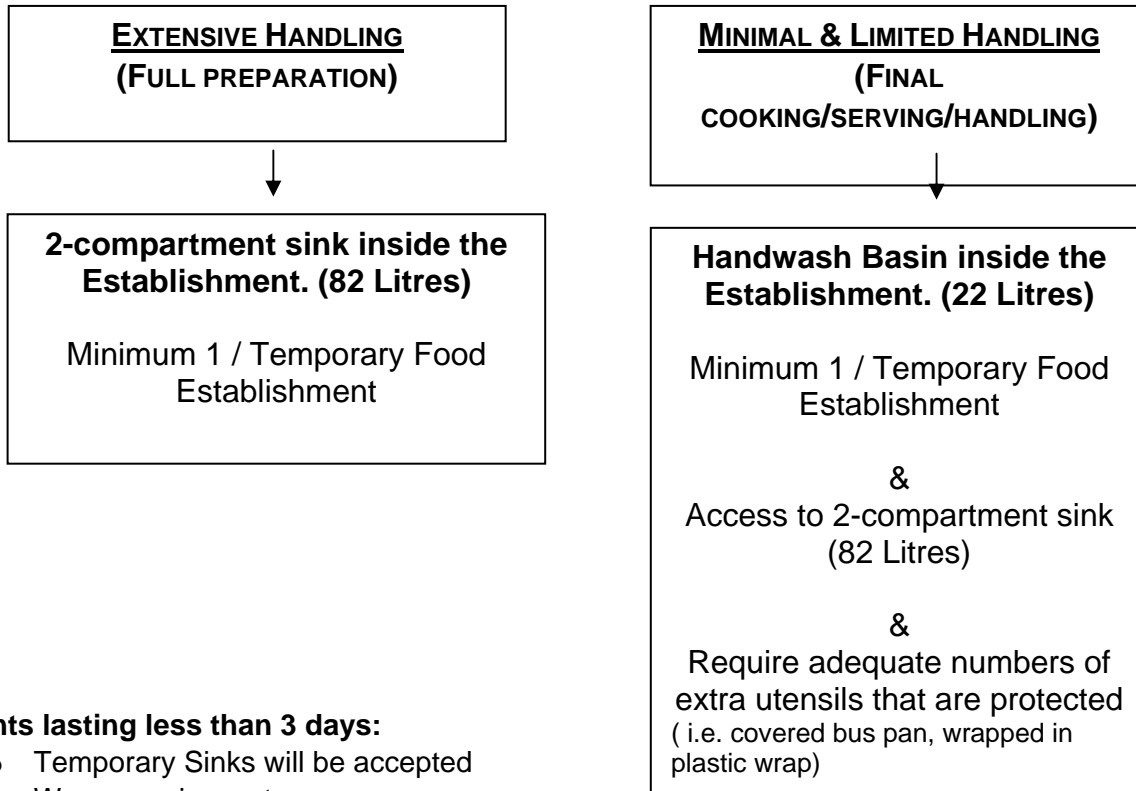 EXTENSIVE HANDLING
(FULL PREPARATION)
2-compartment sink inside the
Establishment. (82 Litres)
Minimum 1 / Temporary Food
Establishment
MINIMAL & LIMITED HANDLING
(FINAL
COOKING/SERVING/HANDLING)
Handwash Basin inside the
Establishment. (22 Litres)
Minimum 1 / Temporary Food
Establishment
&
Access to 2-compartment sink
(82 Litres)
&
Require adequate numbers of
extra utensils that are protected
( i.e. covered bus pan, wrapped in
plastic wrap)
nts lasting less than 3 days:
Temporary Sinks will be accepted